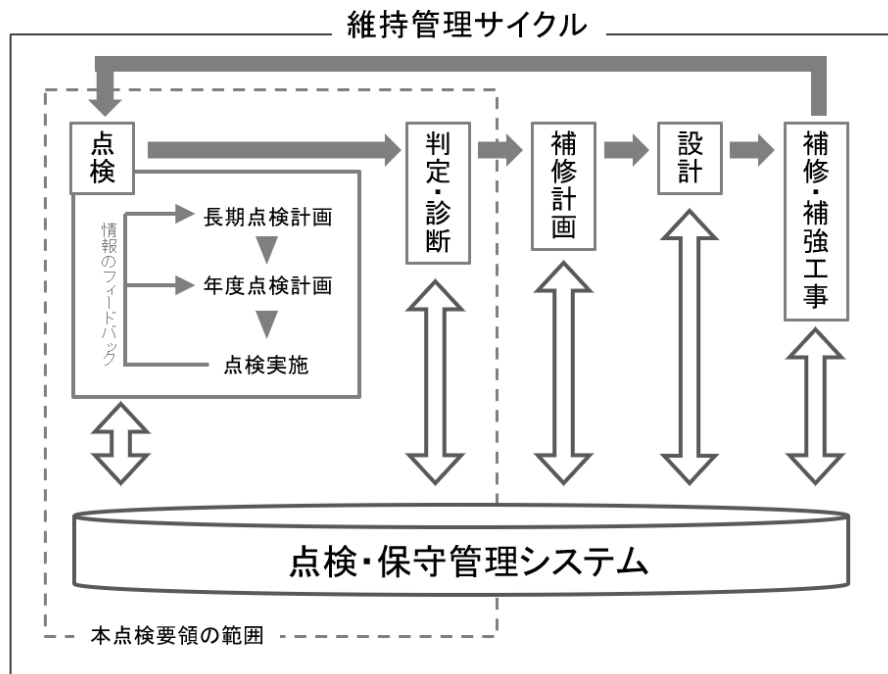 維持管理サイクル
点検
判定・診断
補修計画
設計
補修・補強工事
情報のフィードバック
長期点検計画
年度点検計画
点検実施
点検・保守管理システム
本点検要領の範囲